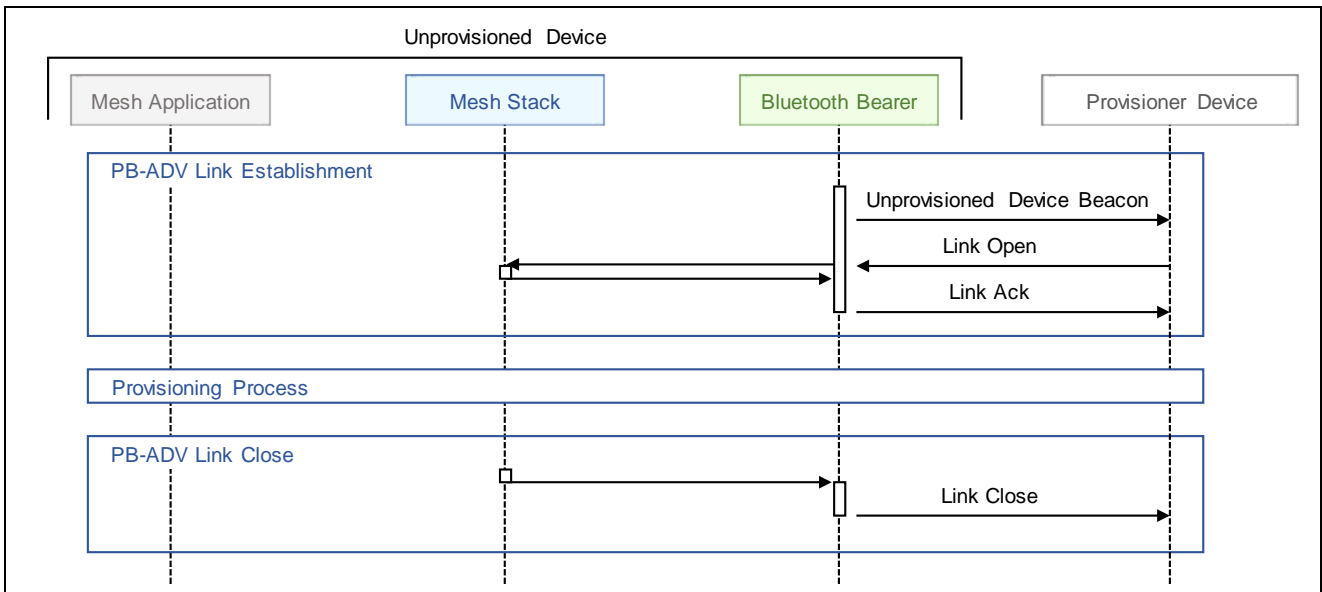 Unprovisioned Device
Mesh Application
Mesh Stack
Bluetooth Bearer
Provisioner Device
PB-ADV Link Establishment
Unprovisioned Device Beacon
Link Open
Link Ack
Provisioning Process
PB-ADV Link Close
Link Close